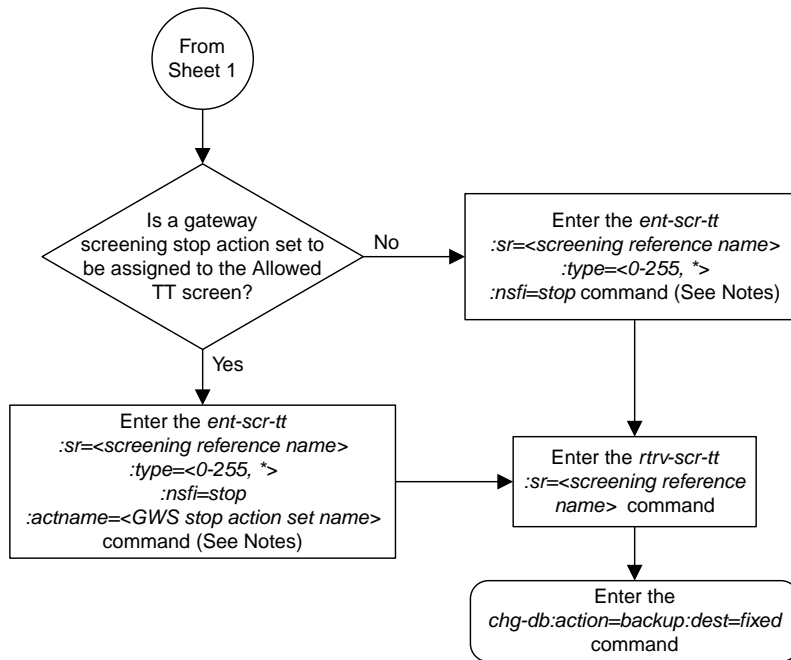 From
Sheet 1
Is a gateway
screening stop action set to
be assigned to the Allowed
TT screen?
No
Enter the ent-scr-tt
:sr=<screening reference name>
:type=<0-255, *>
:nsfi=stop command (See Notes)
Yes
Enter the ent-scr-tt
:sr=<screening reference name>
:type=<0-255, *>
:nsfi=stop
:actname=<GWS stop action set name>
command (See Notes)
Enter the rtrv-scr-tt
:sr=<screening reference
name> command
Enter the
chg-db:action=backup:dest=fixed
command